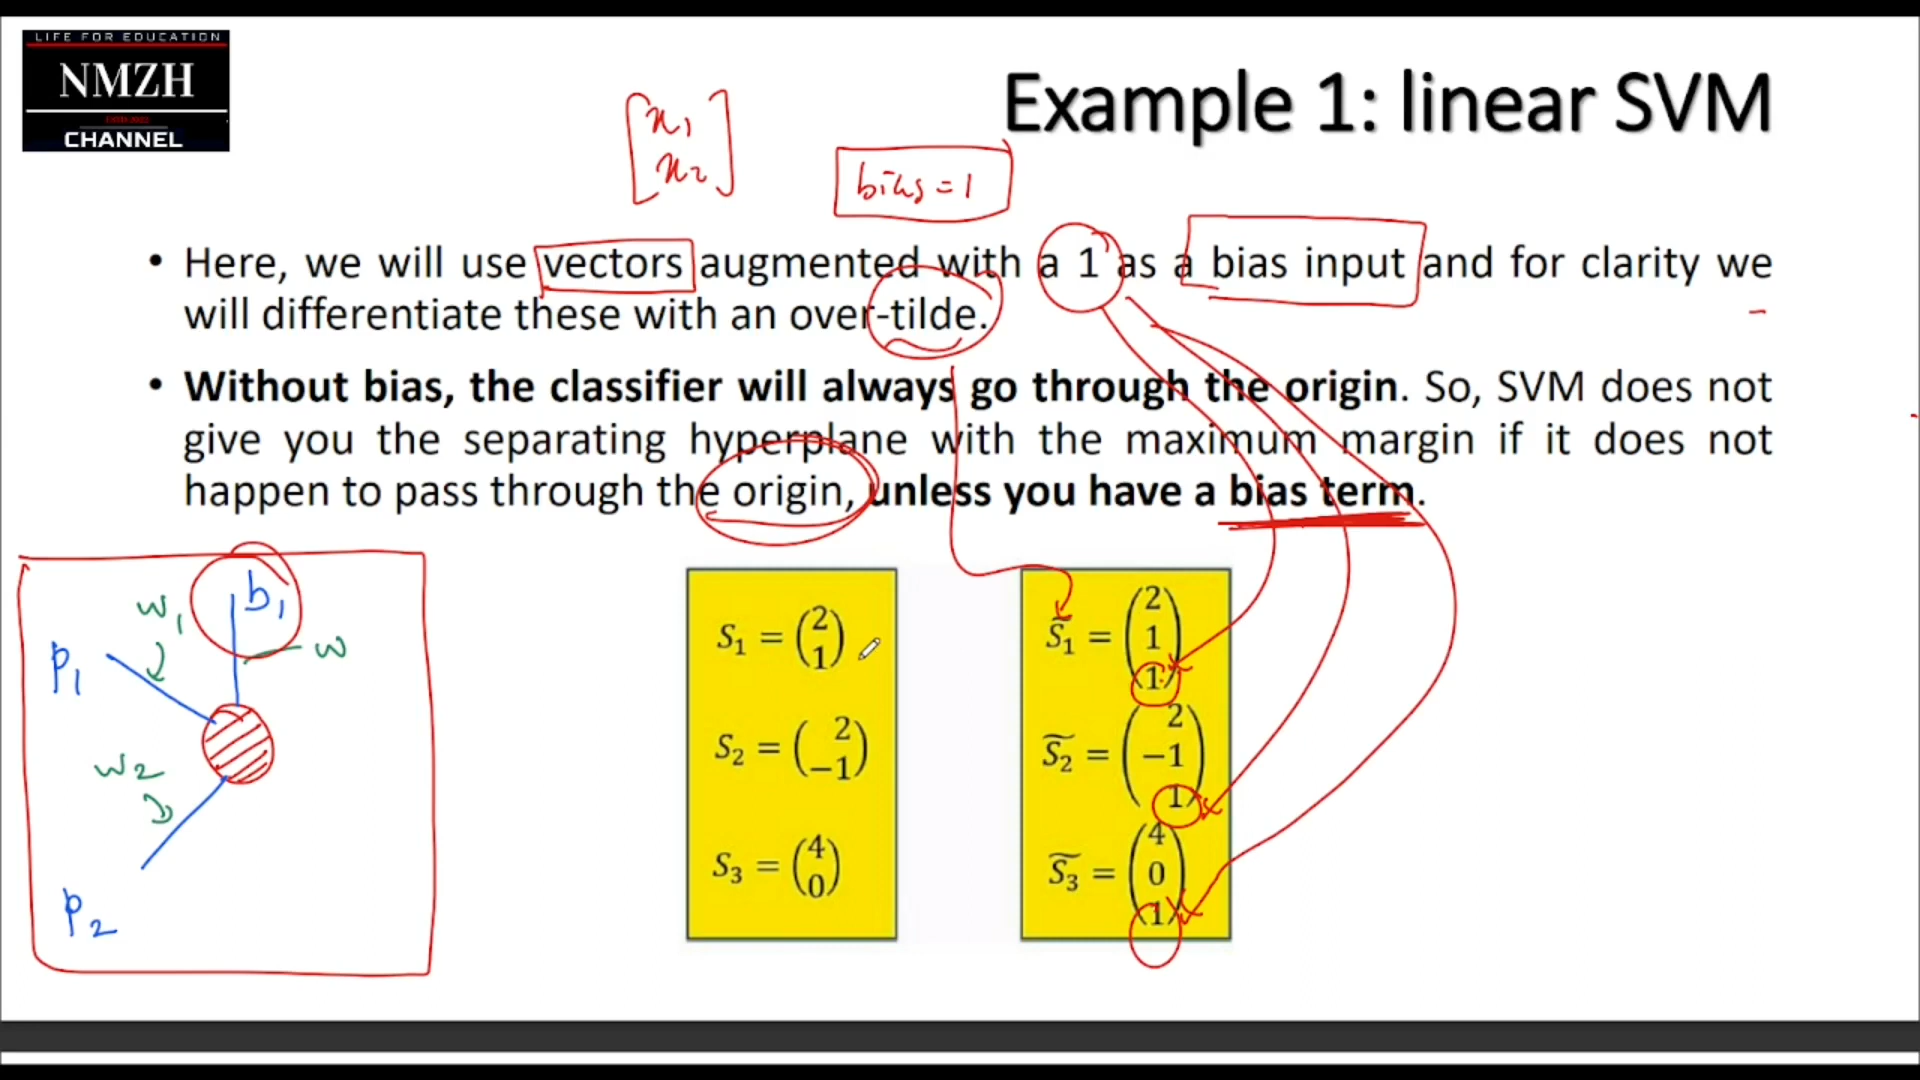 LIFE FOR EDUCATION
NMZH
CHANNEL
Example 1: linear SVM
x1
x2
bias = 1
• Here, we will use vectors augmented with a 1 as a bias input and for clarity we
will differentiate these with an over-tilde.
• Without bias, the classifier will always go through the origin. So, SVM does not
give you the separating hyperplane with the maximum margin if it does not
happen to pass through the origin, unless you have a bias term.
b1
w1
w
P1
w2
P2
S₁ = (2 1)
S₂ = (2 −1)
S₃ = (4 0)
S̃₁ = (2 1 1)
S̃₂ = (2 −1 1)
S̃₃ = (4 0 1)